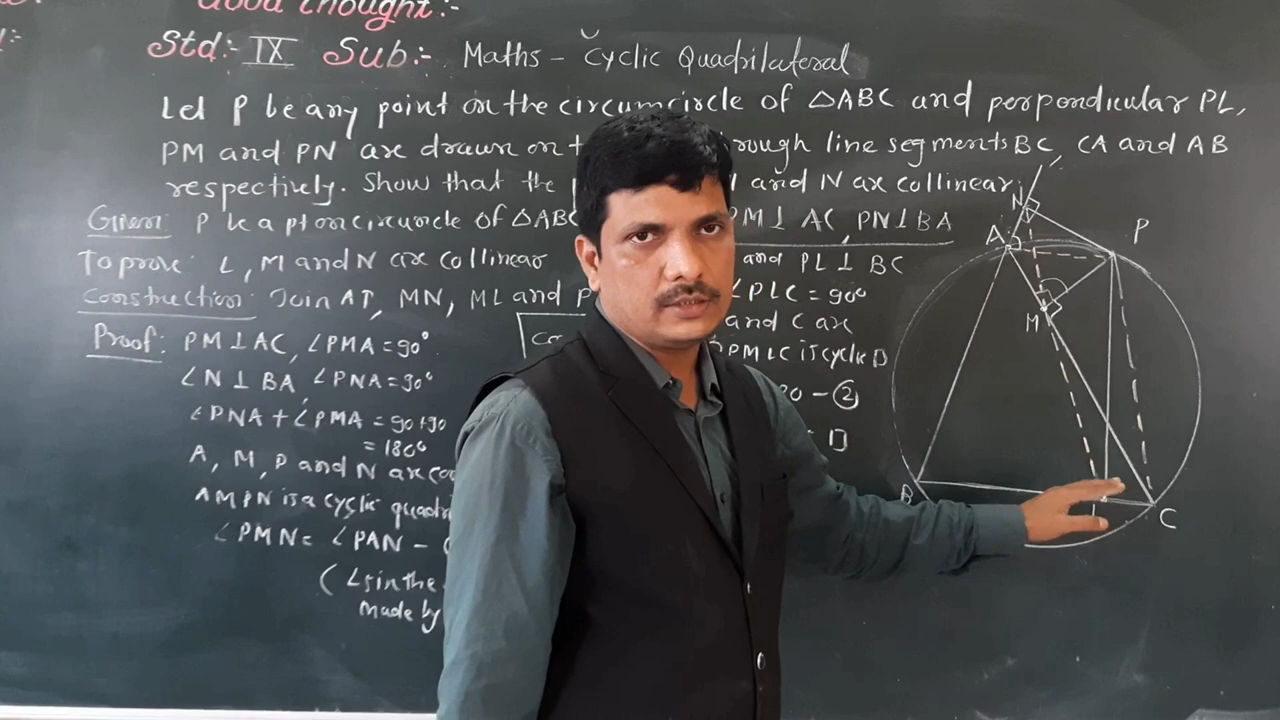 Good thought:-
Std:- IX Sub:- Maths - Cyclic Quadrilateral
Let P be any point on the circumcircle of △ABC and perpendicular PL,
PM and PN are drawn on through line segments BC, CA and AB
respectively. Show that the and N are collinear.
Given: P be a pt on circumcircle of △ABC PM⊥AC, PN⊥BA
To prove: L, M and N are collinear
and PL⊥BC
Construction: Join AP, MN, ML and P
∠PLC = 90°
Proof: PM⊥AC, ∠PMA = 90°
and C are
∠N⊥BA, ∠PNA = 90°
PMLC is cyclic
∠PNA + ∠PMA = 90+90
- ②
= 180°
A, M, P and N are
AMPN is a cyclic
∠PMN = ∠PAN -
(∠s in the
made by
N
A
P
M
B
L
C